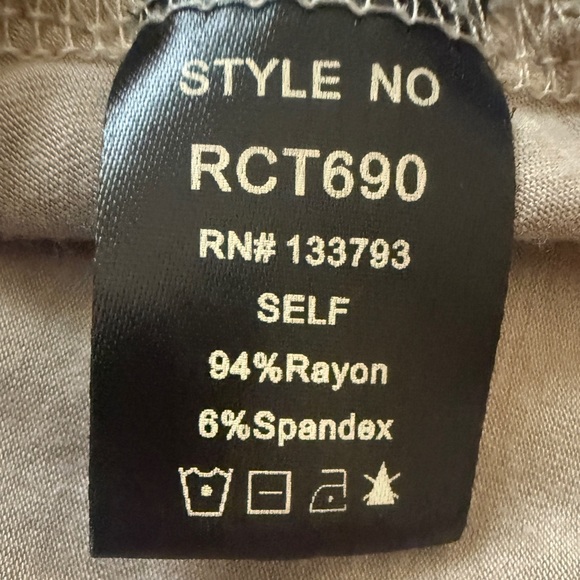 STYLE NO
RCT690
RN# 133793
SELF
94%Rayon
6%Spandex